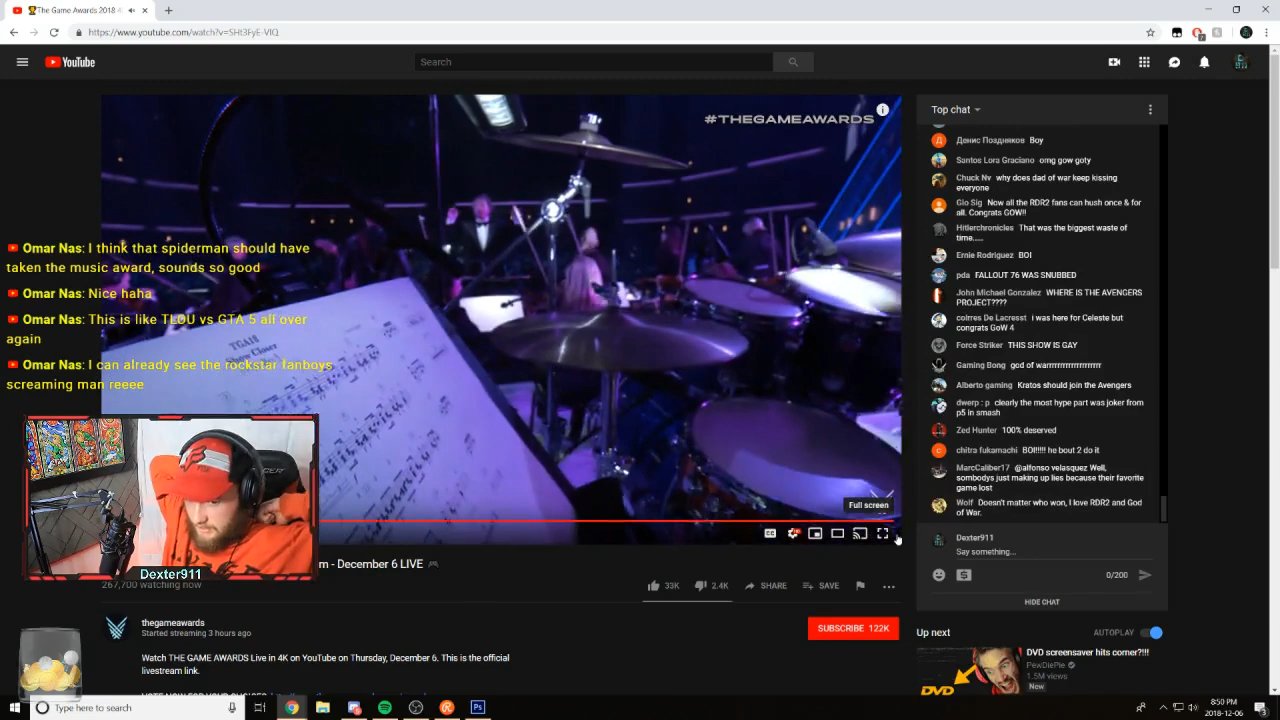 The Game Awards 2018 4
https://www.youtube.com/watch?v=SHt3FyE-VIQ
YouTube
Search
#THEGAMEAWARDS
Omar Nas: I think that spiderman should have
taken the music award, sounds so good
Omar Nas: Nice haha
Omar Nas: This is like TLOU vs GTA 5 all over
again
Omar Nas: I can already see the rockstar fanboys
screaming man reeee
TGA11
Show Closer
Full screen
Dexter911
m - December 6 LIVE
267,700 watching now
33K
2.4K
SHARE
SAVE
thegameawards
Started streaming 3 hours ago
SUBSCRIBE 122K
Watch THE GAME AWARDS Live in 4K on YouTube on Thursday, December 6. This is the official
livestream link.
Top chat
Денис Поздняков Boy
Santos Lora Graciano omg gow goty
Chuck Nv why does dad of war keep kissing
everyone
Gio Sig Now all the RDR2 fans can hush once & for
all. Congrats GOW!!
Hitlerchronicles That was the biggest waste of
time......
Ernie Rodriguez BOI
pda FALLOUT 76 WAS SNUBBED
John Michael Gonzalez WHERE IS THE AVENGERS
PROJECT????
colrres De Lacresst i was here for Celeste but
congrats GoW 4
Force Striker THIS SHOW IS GAY
Gaming Bong god of warrrrrrrrrrrrrrrrrrr
Alberto gaming Kratos should join the Avengers
dwerp : p clearly the most hype part was joker from
p5 in smash
Zed Hunter 100% deserved
chitra fukamachi BOI!!!!! he bout 2 do it
MarcCaliber17 @alfonso velasquez Well,
sombodys just making up lies because their favorite
game lost
Wolf Doesn't matter who won, I love RDR2 and God
of War.
Dexter911
Say something...
0/200
HIDE CHAT
Up next
AUTOPLAY
DVD screensaver hits corner?!!!
PewDiePie
1.5M views
New
DVD
Type here to search
8:50 PM
2018-12-06